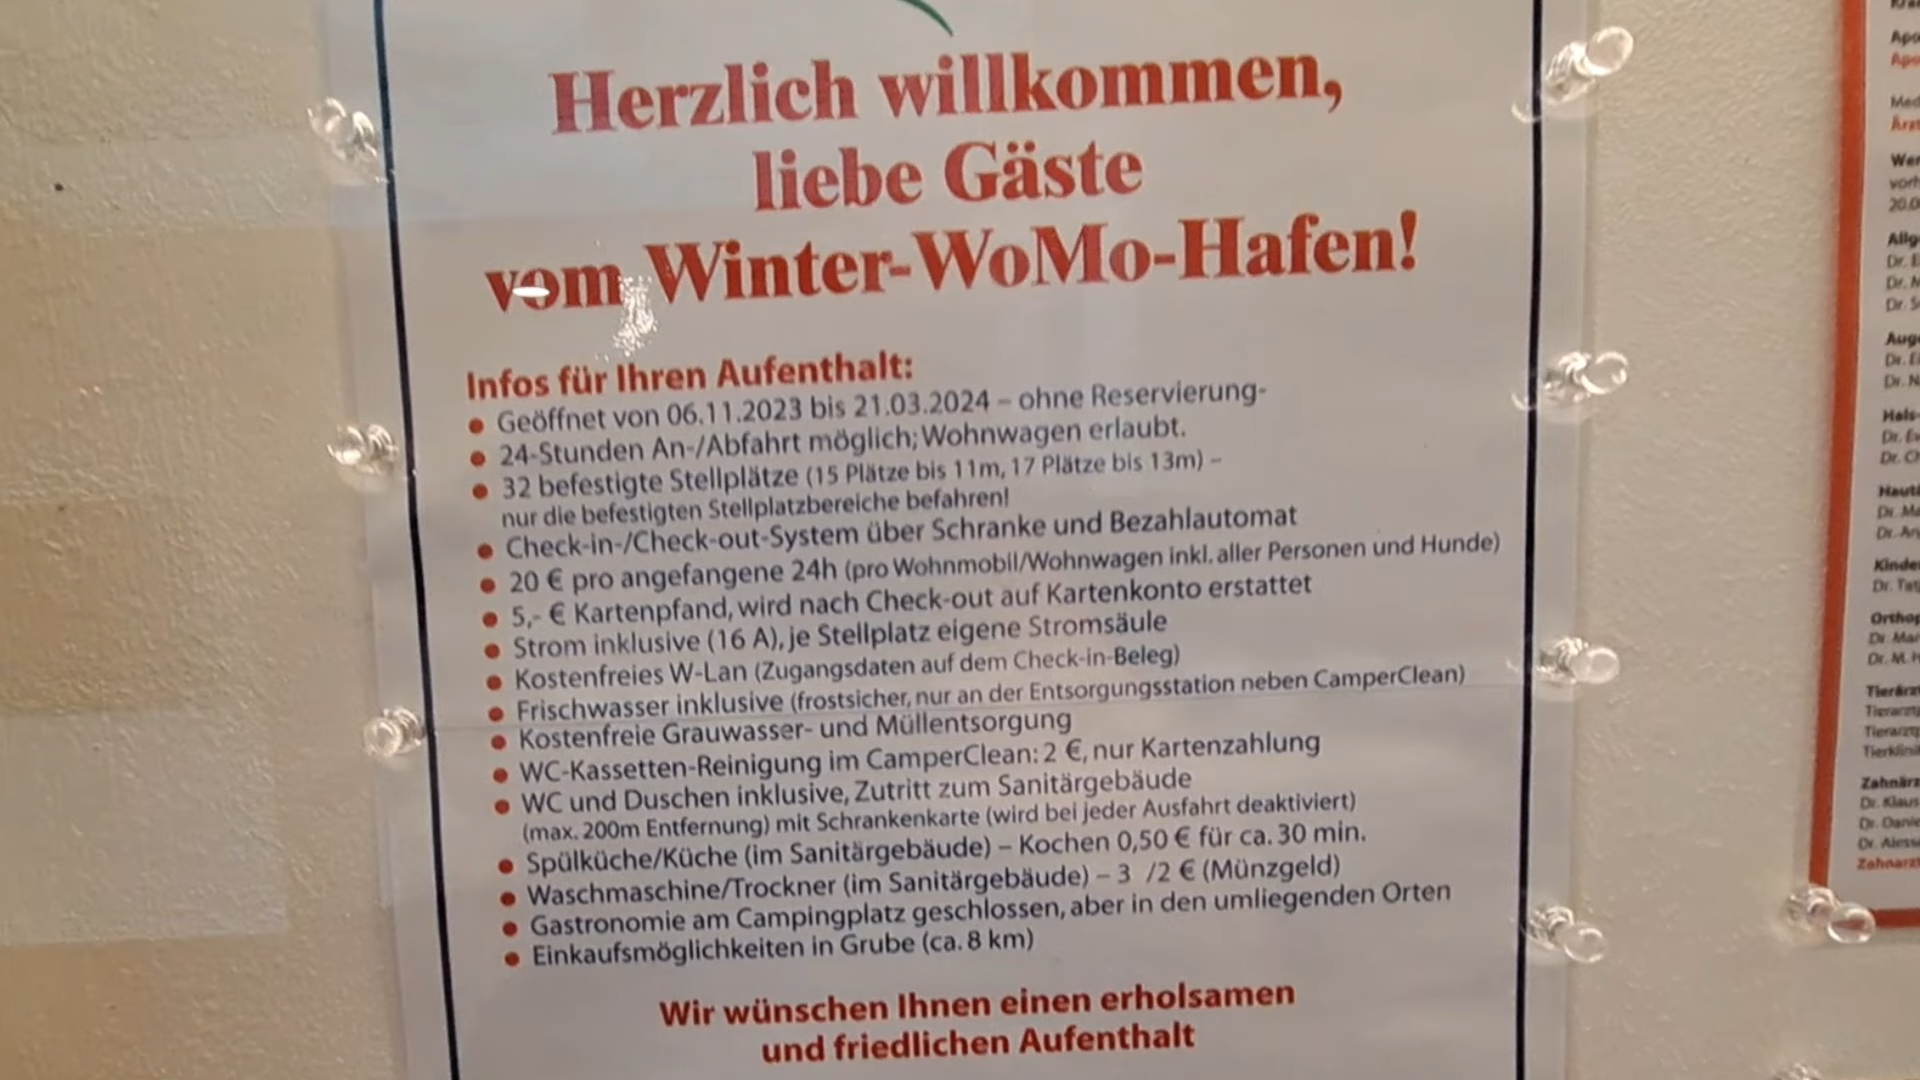 Herzlich willkommen,
liebe Gäste
vom Winter-WoMo-Hafen!
Infos für Ihren Aufenthalt:
• Geöffnet von 06.11.2023 bis 21.03.2024 – ohne Reservierung-
• 24-Stunden An-/Abfahrt möglich; Wohnwagen erlaubt.
• 32 befestigte Stellplätze (15 Plätze bis 11m, 17 Plätze bis 13m) –
nur die befestigten Stellplatzbereiche befahren!
• Check-in-/Check-out-System über Schranke und Bezahlautomat
• 20 € pro angefangene 24h (pro Wohnmobil/Wohnwagen inkl. aller Personen und Hunde)
• 5,- € Kartenpfand, wird nach Check-out auf Kartenkonto erstattet
• Strom inklusive (16 A), je Stellplatz eigene Stromsäule
• Kostenfreies W-Lan (Zugangsdaten auf dem Check-in-Beleg)
• Frischwasser inklusive (frostsicher, nur an der Entsorgungsstation neben CamperClean)
• Kostenfreie Grauwasser- und Müllentsorgung
• WC-Kassetten-Reinigung im CamperClean: 2 €, nur Kartenzahlung
• WC und Duschen inklusive, Zutritt zum Sanitärgebäude
(max. 200m Entfernung) mit Schrankenkarte (wird bei jeder Ausfahrt deaktiviert)
• Spülküche/Küche (im Sanitärgebäude) – Kochen 0,50 € für ca. 30 min.
• Waschmaschine/Trockner (im Sanitärgebäude) – 3 /2 € (Münzgeld)
• Gastronomie am Campingplatz geschlossen, aber in den umliegenden Orten
• Einkaufsmöglichkeiten in Grube (ca. 8 km)
Wir wünschen Ihnen einen erholsamen
und friedlichen Aufenthalt
20.0
Dr. Klaus